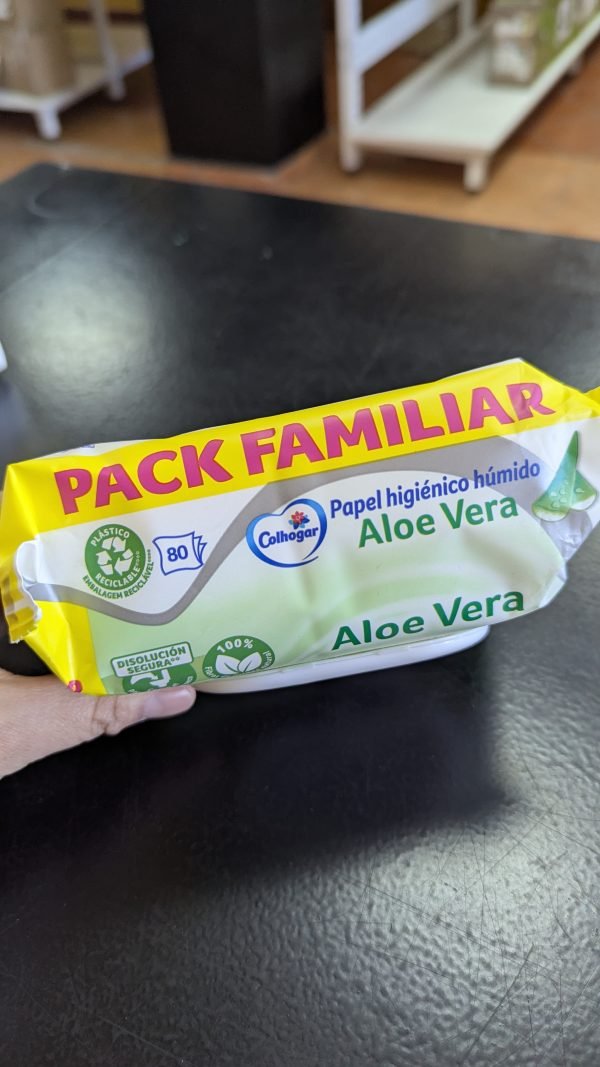 PACK FAMILIAR
PLÁSTICO
RECICLABLE
EMBALAGEM RECICLÁVEL
80
Colhogar
Papel higiénico húmido
Aloe Vera
Aloe Vera
DISOLUCIÓN
SEGURA
100%